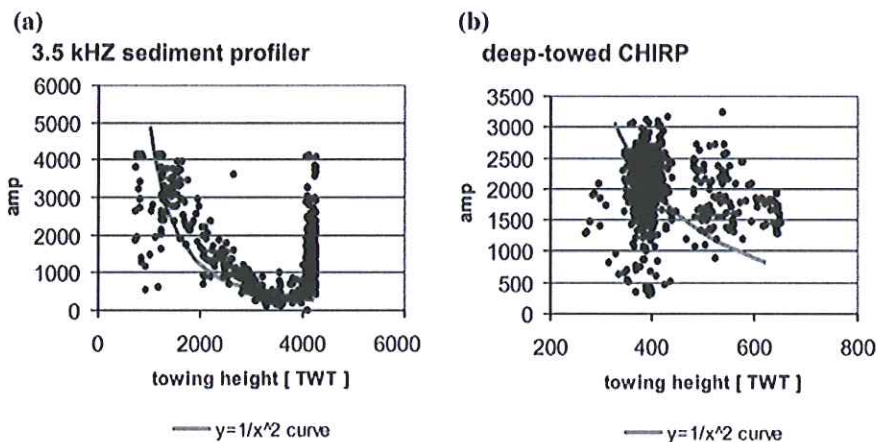 (a)
3.5 kHZ sediment profiler
6000
5000
4000
3000
2000
1000
0
amp
0 2000 4000 6000
towing height [ TWT ]
y=1/x^2 curve
(b)
deep-towed CHIRP
3500
3000
2500
2000
1500
1000
500
0
amp
200 400 600 800
towing height [ TWT ]
y=1/x^2 curve